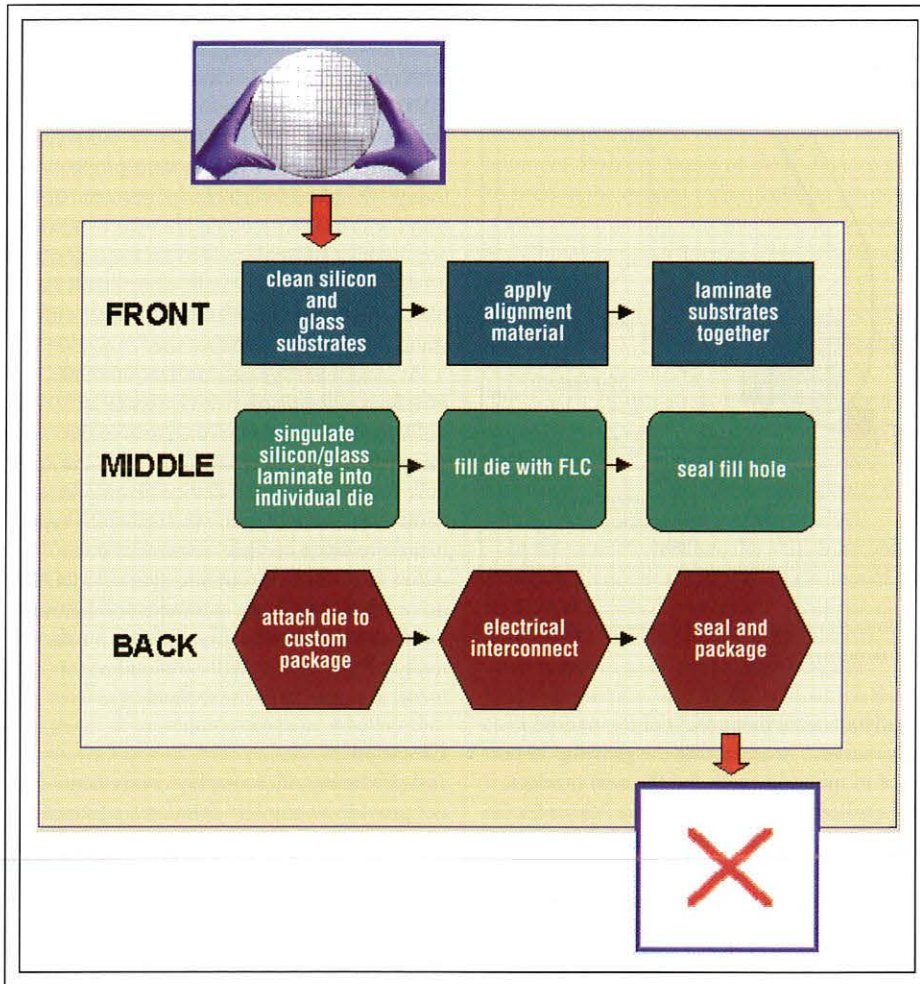 FRONT
clean silicon
and
glass
substrates
apply
alignment
material
laminate
substrates
together
MIDDLE
singulate
silicon/glass
laminate into
individual die
fill die with FLC
seal fill hole
BACK
attach die to
custom
package
electrical
interconnect
seal and
package